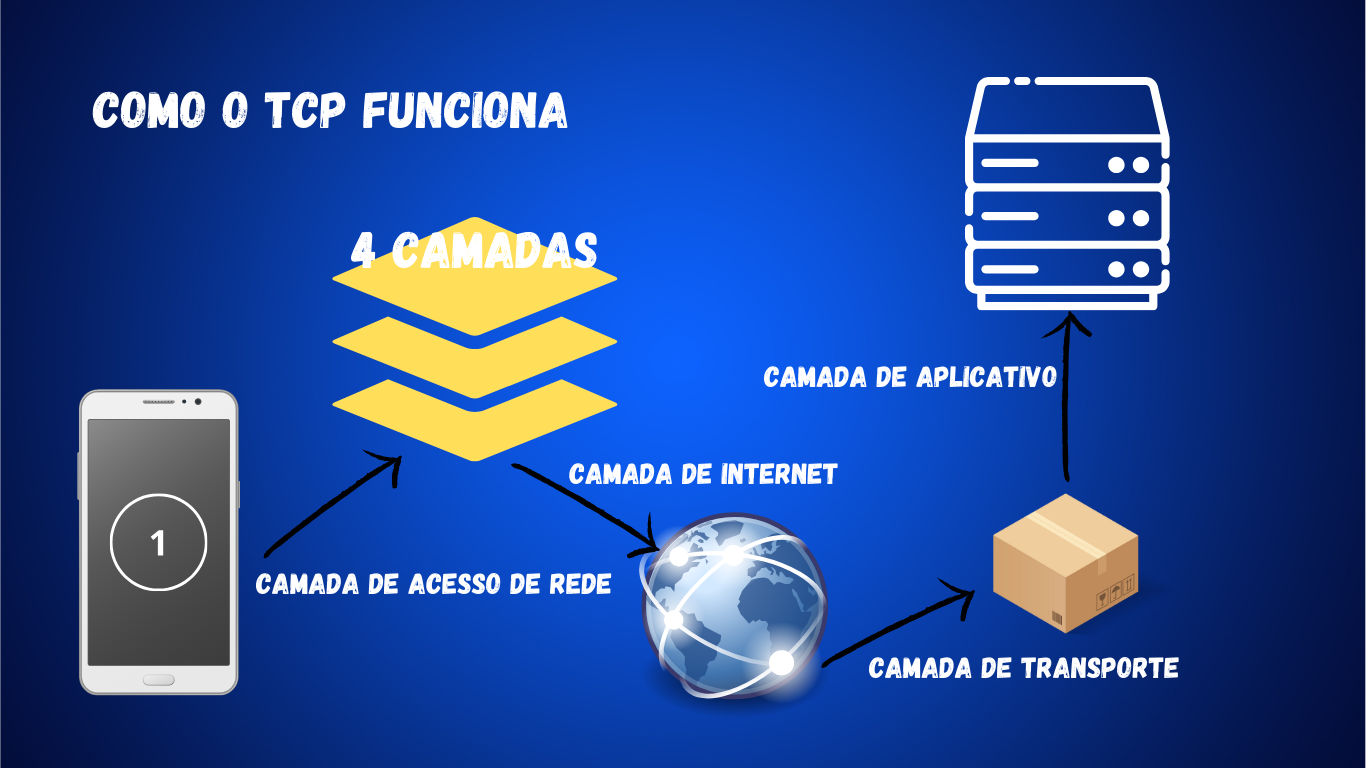 COMO O TCP FUNCIONA
4 CAMADAS
CAMADA DE APLICATIVO
CAMADA DE INTERNET
1
CAMADA DE ACESSO DE REDE
CAMADA DE TRANSPORTE